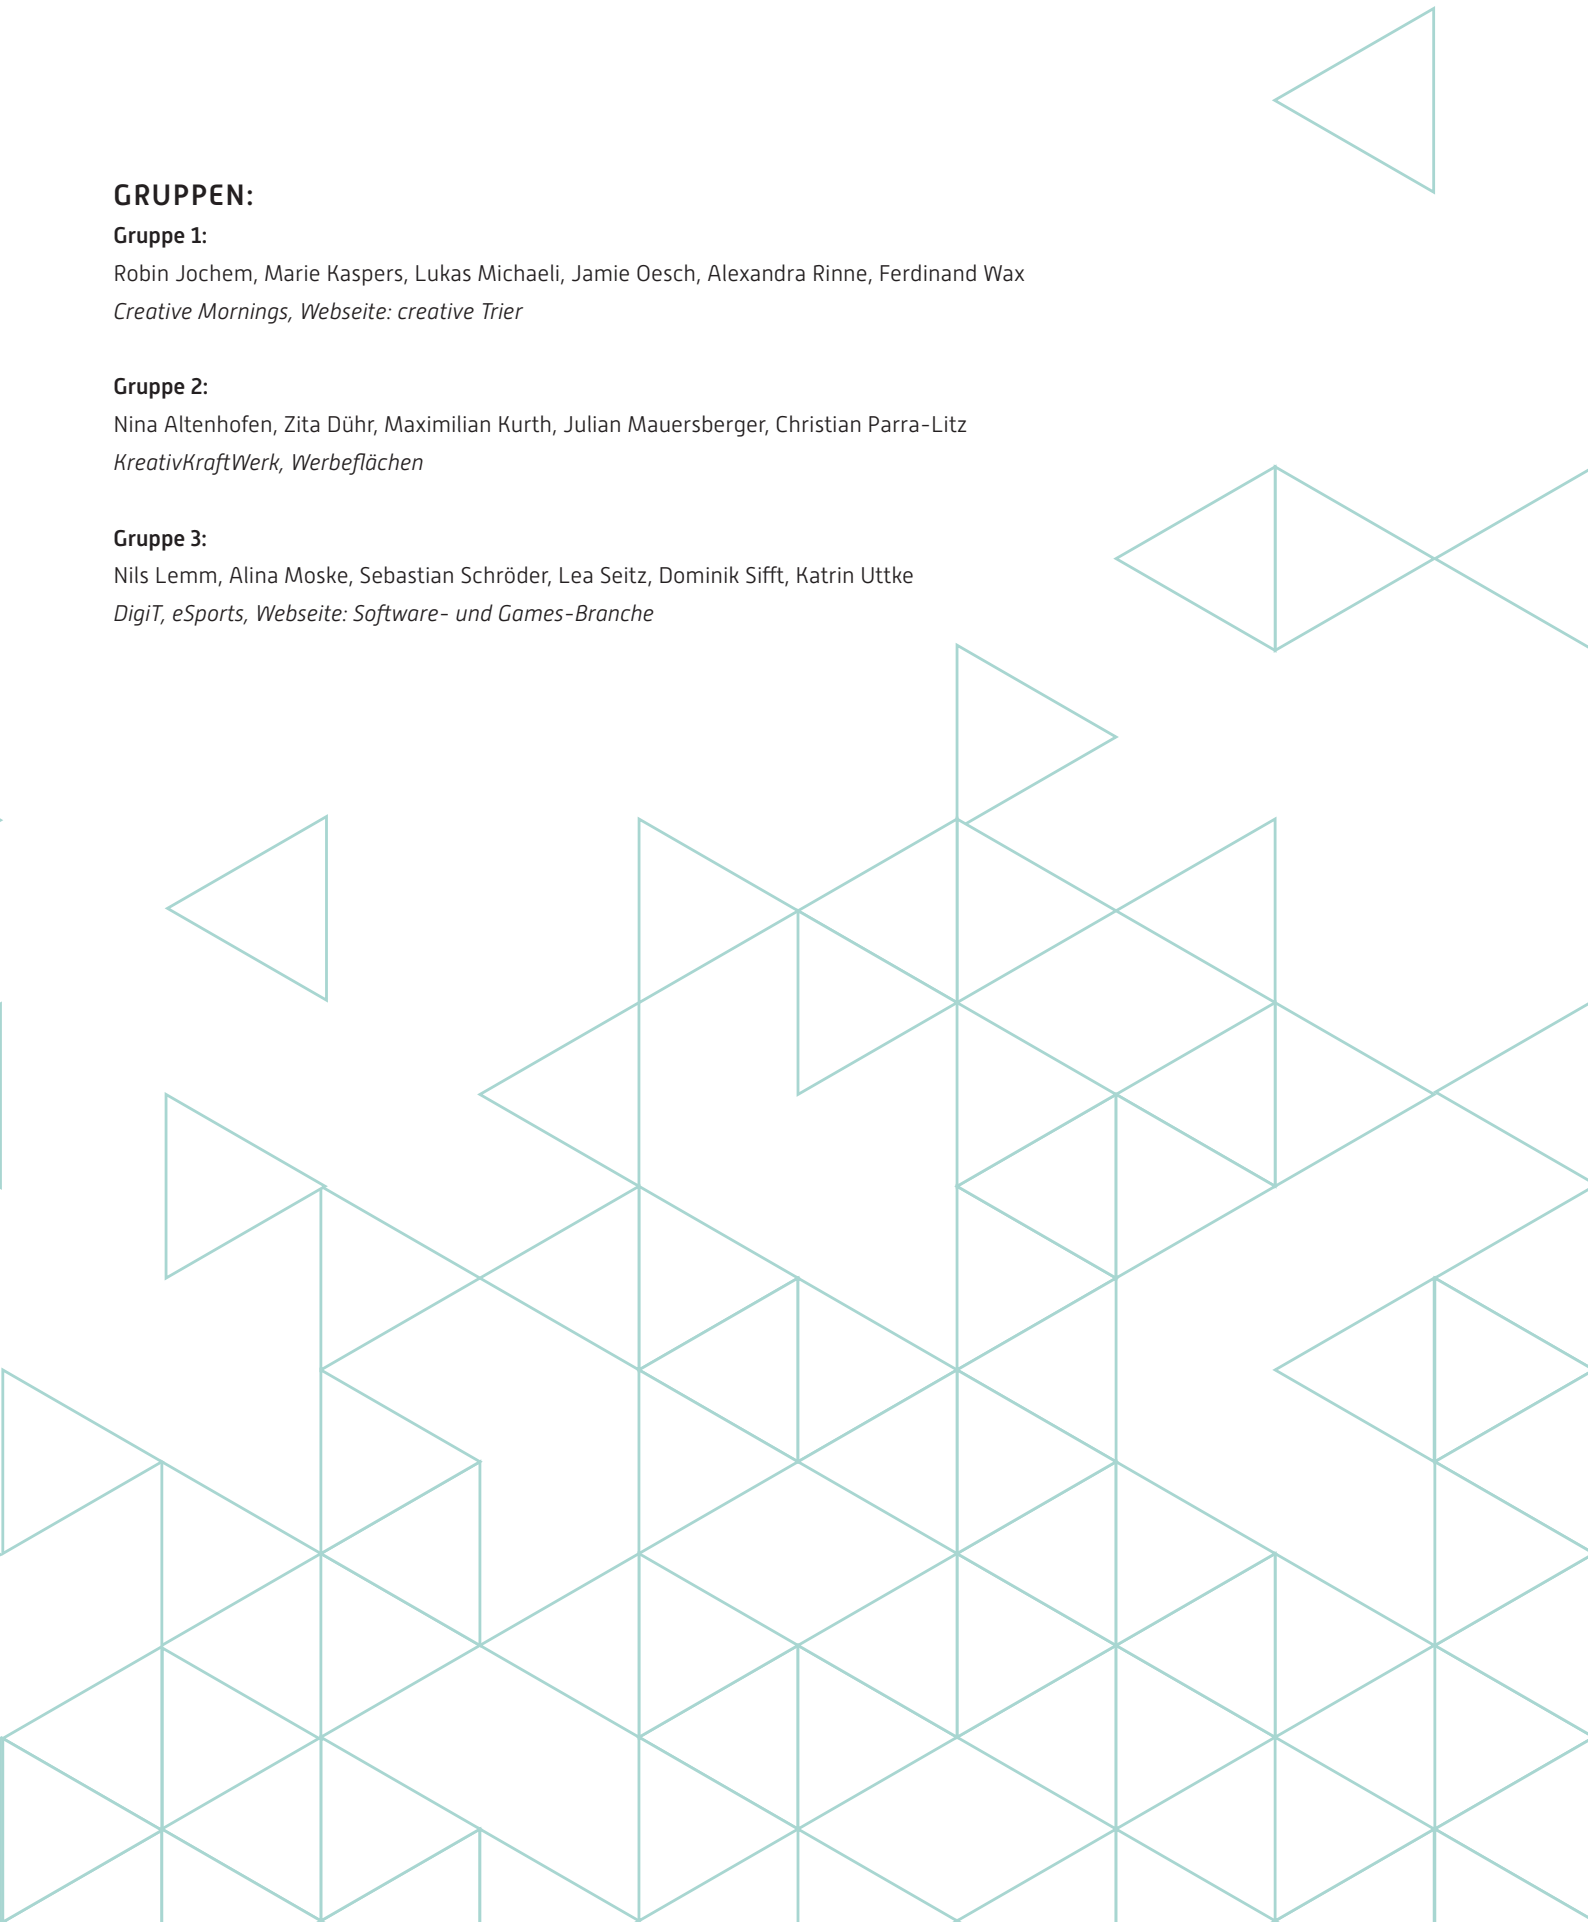 GRUPPEN:
Gruppe 1:
Robin Jochem, Marie Kaspers, Lukas Michaeli, Jamie Oesch, Alexandra Rinne, Ferdinand Wax
Creative Mornings, Webseite: creative Trier
Gruppe 2:
Nina Altenhofen, Zita Dühr, Maximilian Kurth, Julian Mauersberger, Christian Parra-Litz
KreativKraftWerk, Werbeflächen
Gruppe 3:
Nils Lemm, Alina Moske, Sebastian Schröder, Lea Seitz, Dominik Sifft, Katrin Uttke
DigiT, eSports, Webseite: Software- und Games-Branche